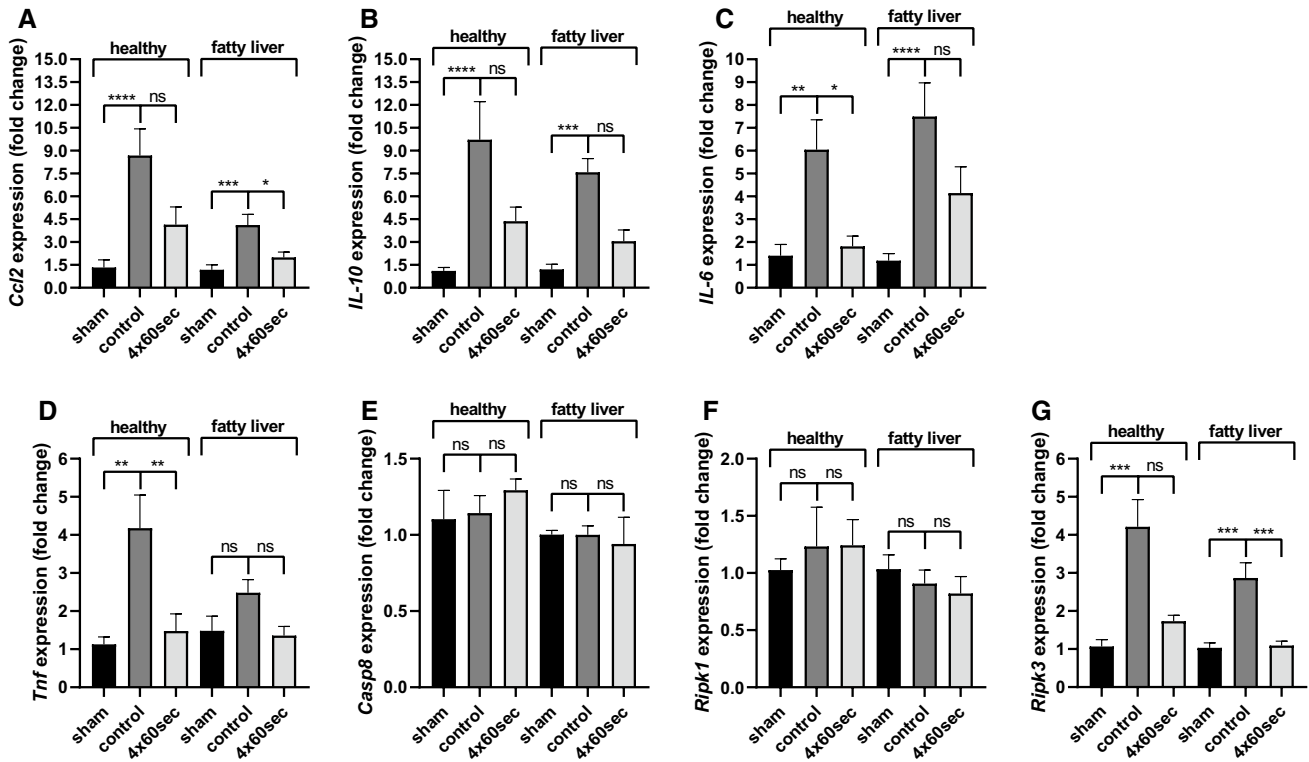 A
healthy
fatty liver
Ccl2 expression (fold change)
15.0
13.5
12.0
10.5
9.0
7.5
6.0
4.5
3.0
1.5
0.0
**** ns
*** *
sham
control
4x60sec
sham
control
4x60sec
B
healthy
fatty liver
IL-10 expression (fold change)
15.0
13.5
12.0
10.5
9.0
7.5
6.0
4.5
3.0
1.5
0.0
**** ns
*** ns
sham
control
4x60sec
sham
control
4x60sec
C
healthy
fatty liver
IL-6 expression (fold change)
10
9
8
7
6
5
4
3
2
1
0
** *
**** ns
sham
control
4x60sec
sham
control
4x60sec
D
healthy
fatty liver
Tnf expression (fold change)
6
5
4
3
2
1
0
** **
ns ns
sham
control
4x60sec
sham
control
4x60sec
E
healthy
fatty liver
Casp8 expression (fold change)
1.5
1.0
0.5
0.0
ns ns
ns ns
sham
control
4x60sec
sham
control
4x60sec
F
healthy
fatty liver
Ripk1 expression (fold change)
2.0
1.5
1.0
0.5
0.0
ns ns
ns ns
sham
control
4x60sec
sham
control
4x60sec
G
healthy
fatty liver
Ripk3 expression (fold change)
6
5
4
3
2
1
0
*** ns
*** ***
sham
control
4x60sec
sham
control
4x60sec